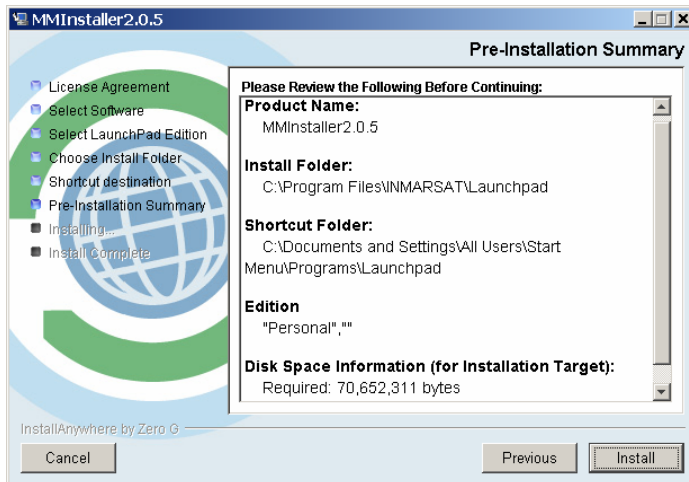 MMInstaller2.0.5
Pre-Installation Summary
License Agreement
Select Software
Select LaunchPad Edition
Choose Install Folder
Shortcut destination
Pre-Installation Summary
Installing...
Install Complete
Please Review the Following Before Continuing:
Product Name:
MMInstaller2.0.5
Install Folder:
C:\Program Files\INMARSAT\Launchpad
Shortcut Folder:
C:\Documents and Settings\All Users\Start
Menu\Programs\Launchpad
Edition
"Personal",""
Disk Space Information (for Installation Target):
Required: 70,652,311 bytes
InstallAnywhere by Zero G
Cancel
Previous
Install